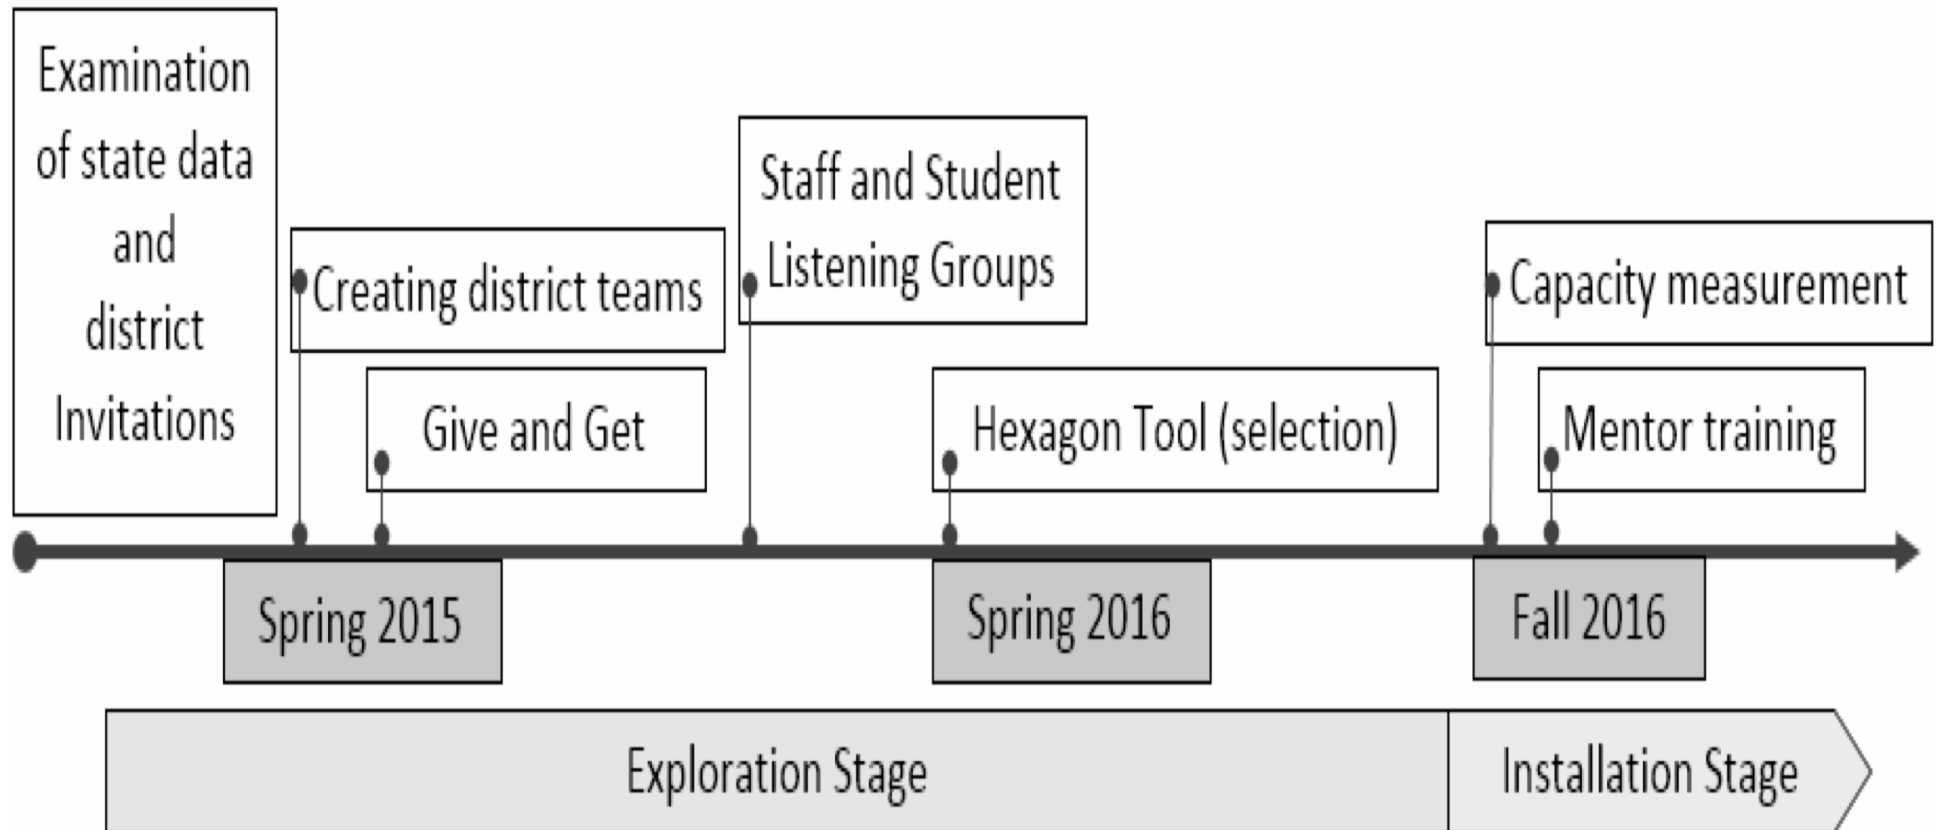 Examination
of state data
and
district
Invitations
Creating district teams
Give and Get
Staff and Student
Listening Groups
Hexagon Tool (selection)
Capacity measurement
Mentor training
Spring 2015
Spring 2016
Fall 2016
Exploration Stage
Installation Stage